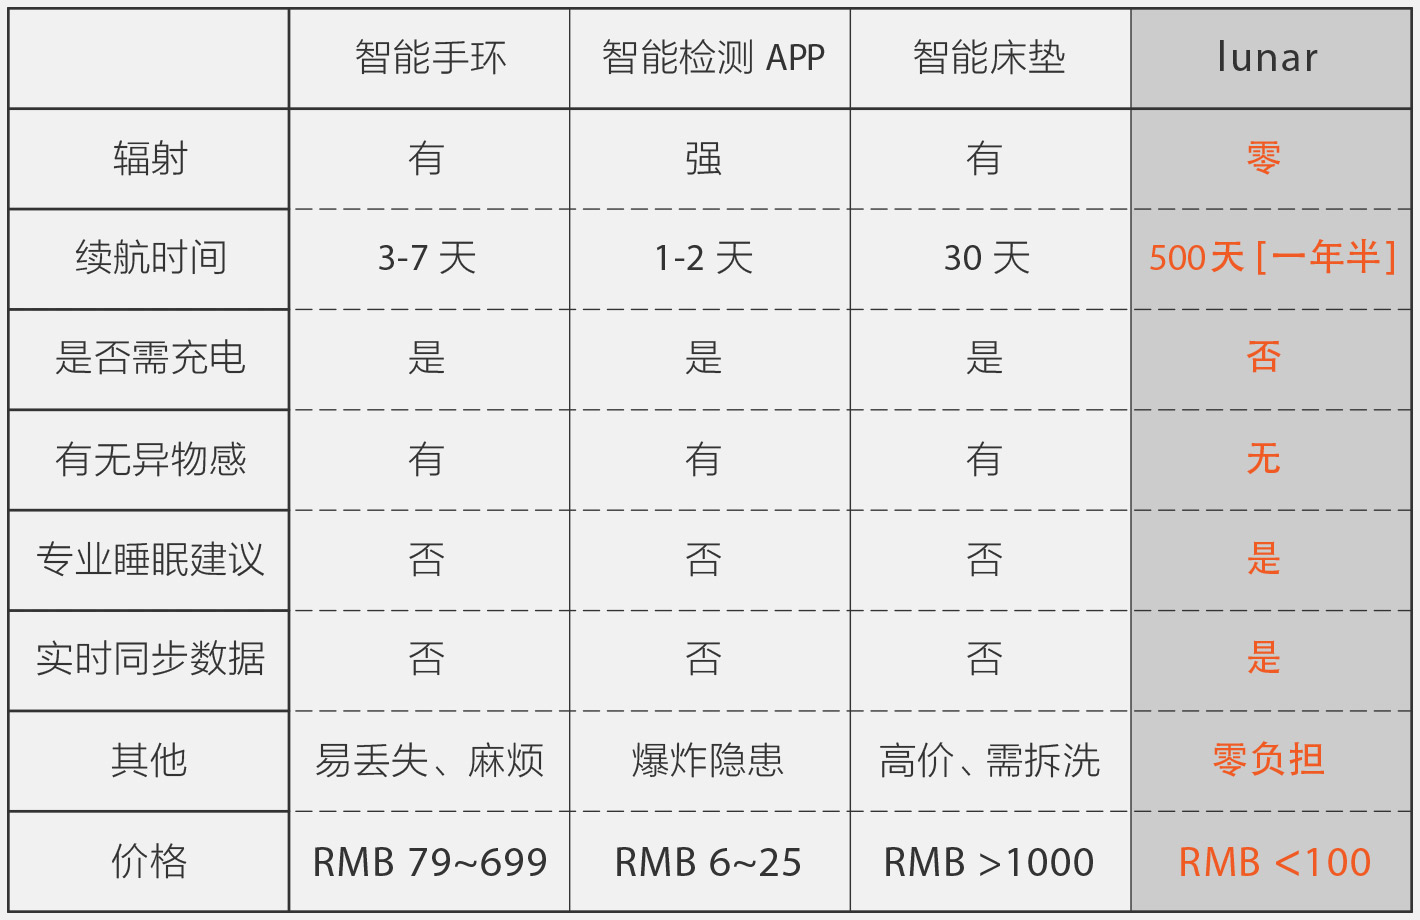 智能手环 智能检测 APP 智能床垫 lunar
辐射 有 强 有 零
续航时间 3-7 天 1-2 天 30 天 500天 [一年半]
是否需充电 是 是 是 否
有无异物感 有 有 有 无
专业睡眠建议 否 否 否 是
实时同步数据 否 否 否 是
其他 易丢失、麻烦 爆炸隐患 高价、需拆洗 零负担
价格 RMB 79~699 RMB 6~25 RMB >1000 RMB <100